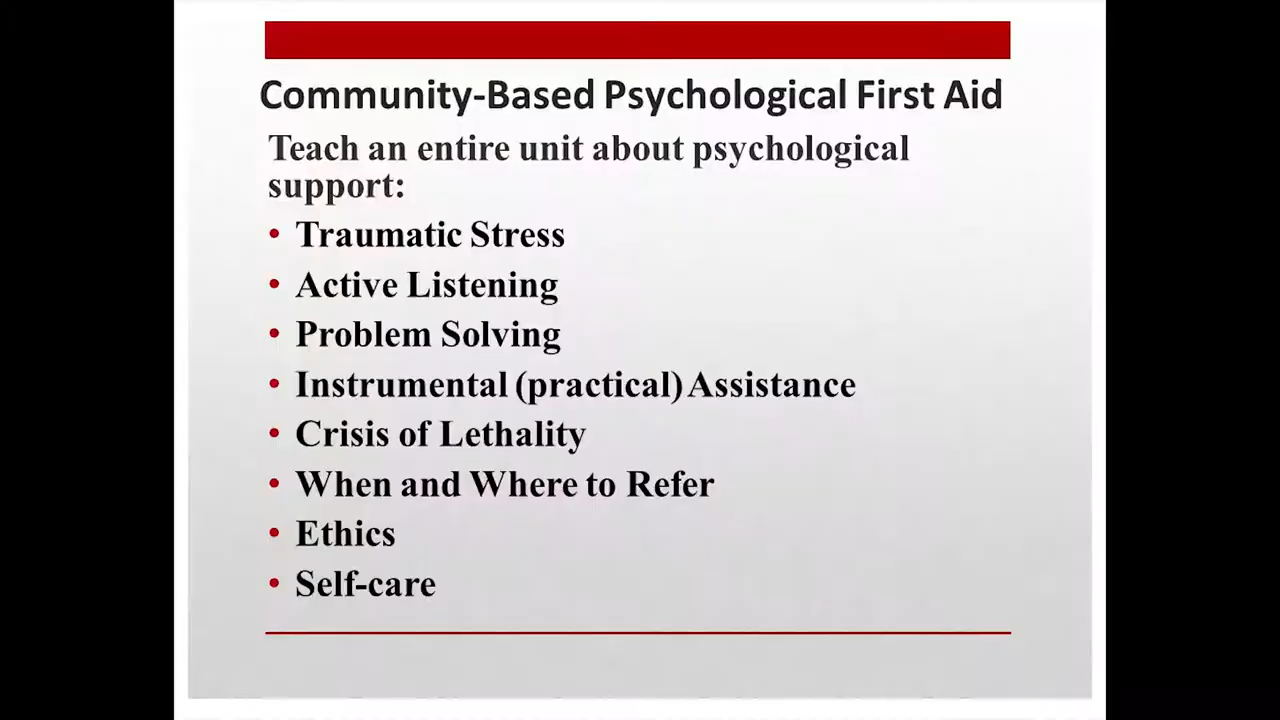 Community-Based Psychological First Aid
Teach an entire unit about psychological
support:
• Traumatic Stress
• Active Listening
• Problem Solving
• Instrumental (practical) Assistance
• Crisis of Lethality
• When and Where to Refer
• Ethics
• Self-care